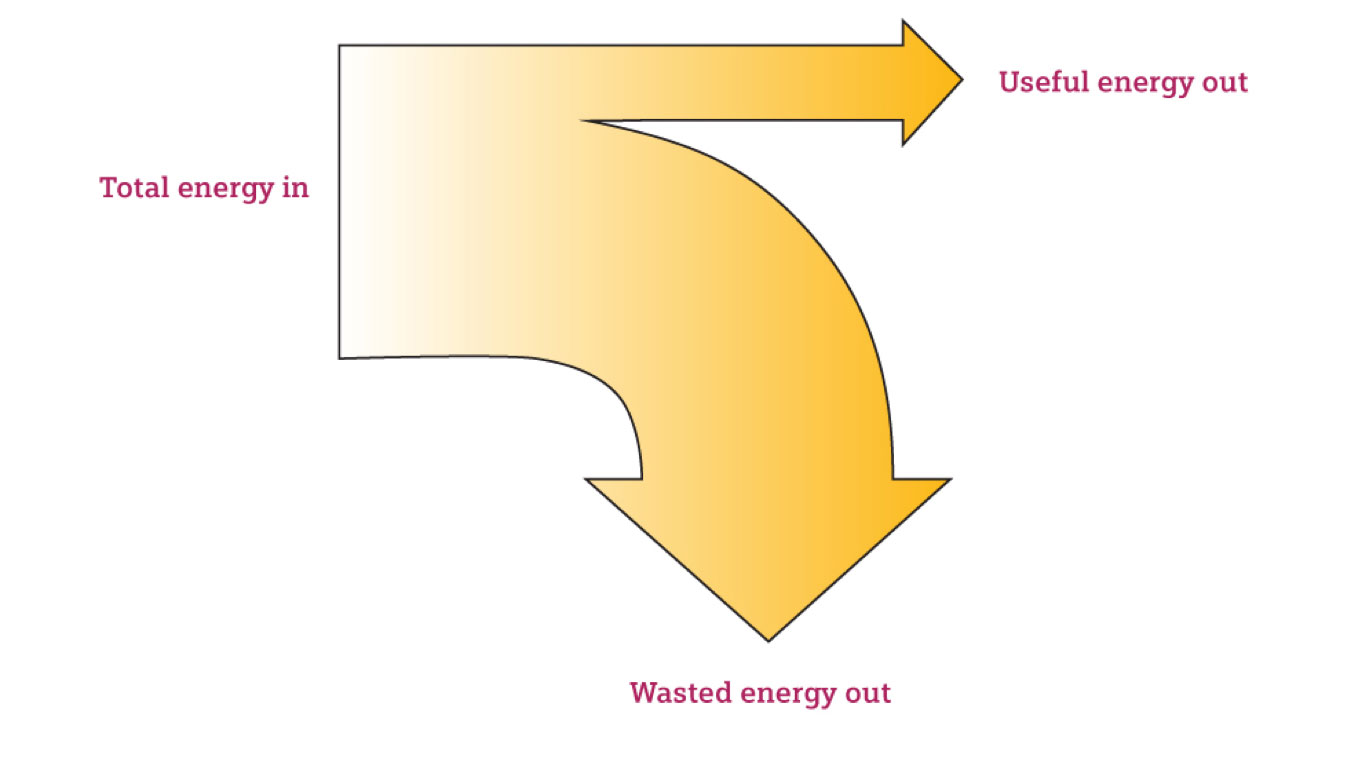 Useful energy out
Total energy in
Wasted energy out